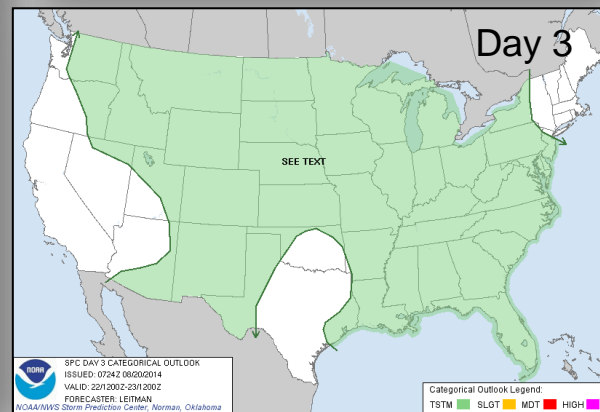 Day 3
SEE TEXT
NOAA
SPC DAY 3 CATEGORICAL OUTLOOK
ISSUED: 0724Z 08/20/2014
VALID: 22/1200Z-23/1200Z
FORECASTER: LEITMAN
NOAA/NWS Storm Prediction Center, Norman, Oklahoma
Categorical Outlook Legend:
TSTM SLGT MDT HIGH